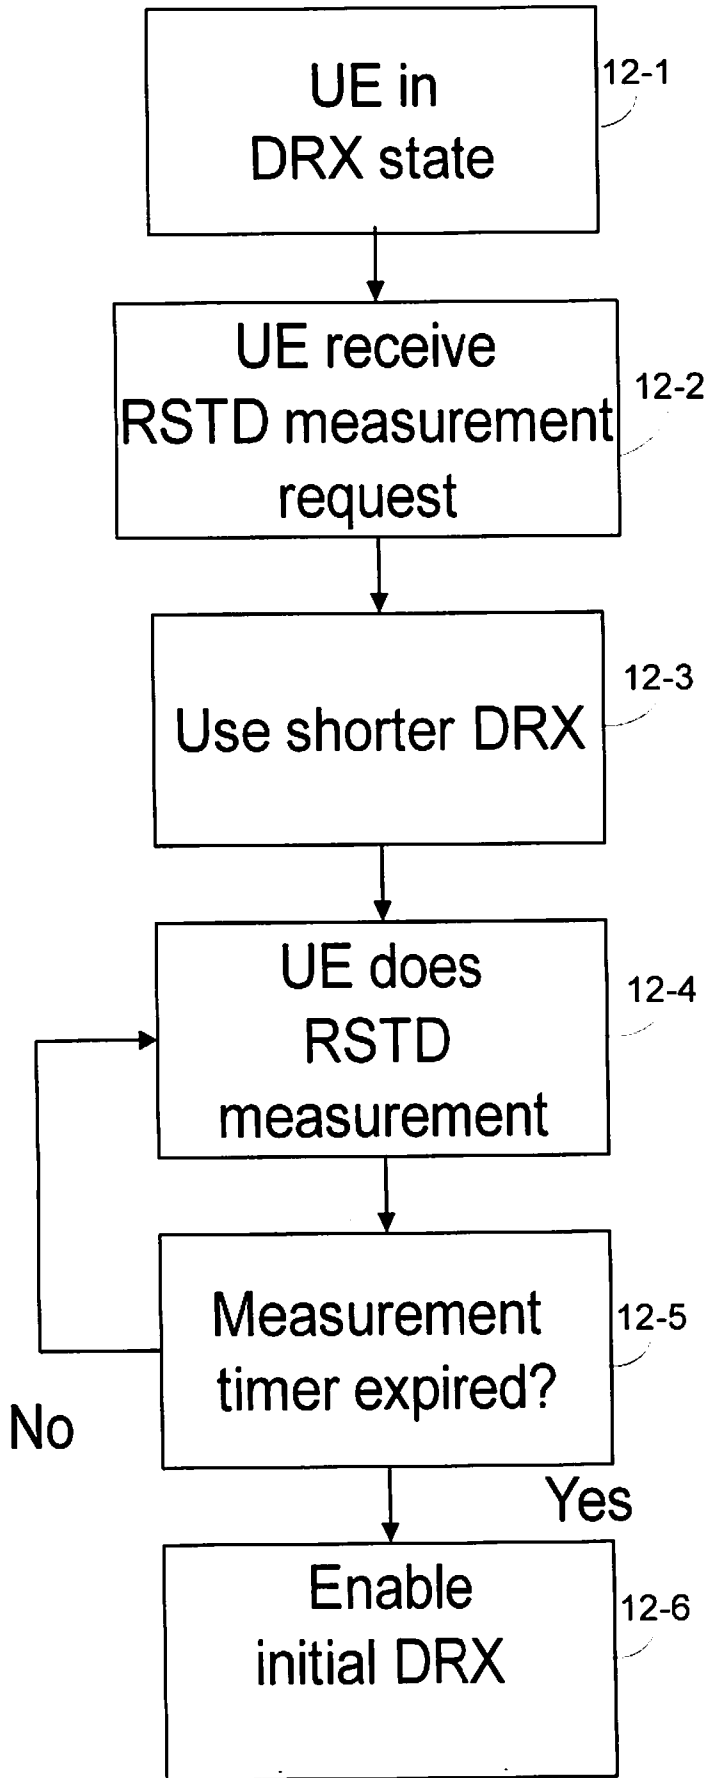 UE in
DRX state
12-1
UE receive
RSTD measurement
request
12-2
Use shorter DRX
12-3
UE does
RSTD
measurement
12-4
Measurement
timer expired?
12-5
No
Yes
Enable
initial DRX
12-6